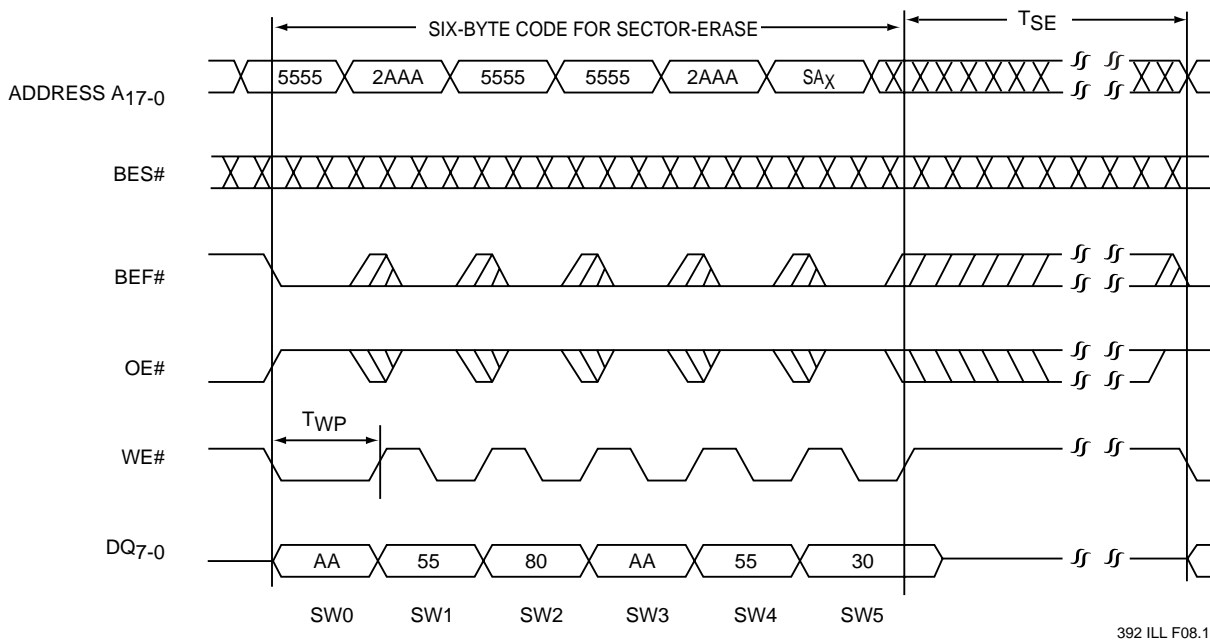 SIX-BYTE CODE FOR SECTOR-ERASE
TSE
ADDRESS A17-0
5555 2AAA 5555 5555 2AAA SAX
BES#
BEF#
OE#
TWP
WE#
DQ7-0
AA 55 80 AA 55 30
SW0 SW1 SW2 SW3 SW4 SW5
392 ILL F08.1